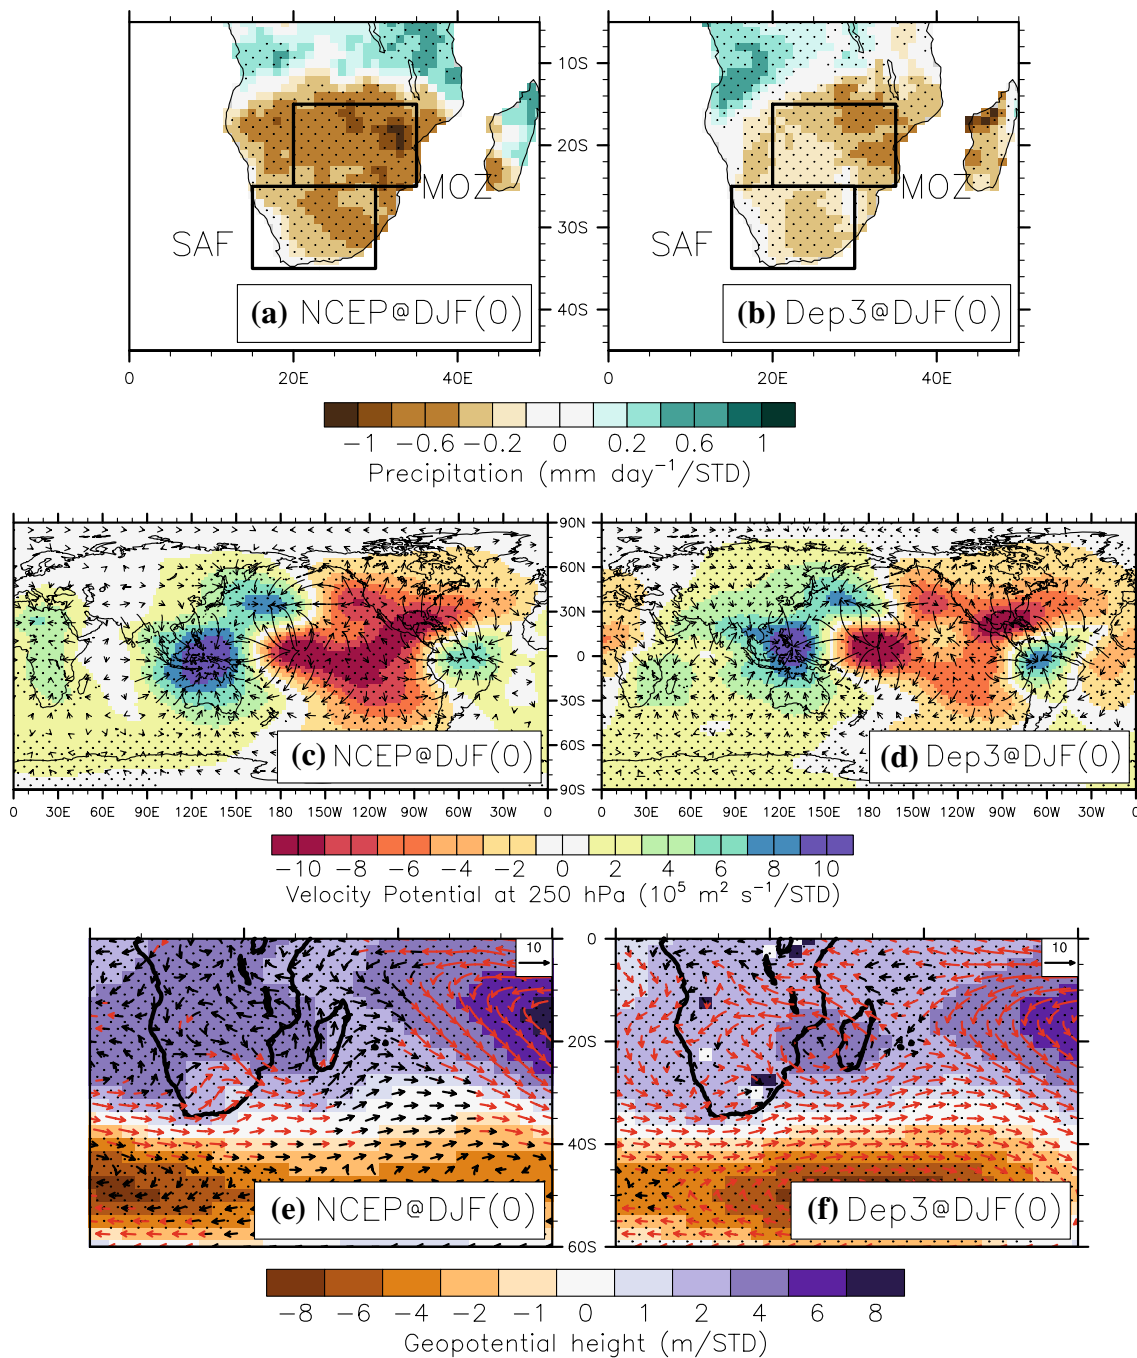 10S
20S
30S
40S
MOZ
MOZ
SAF
SAF
(a) NCEP@DJF(0)
(b) Dep3@DJF(0)
0 20E 40E
0 20E 40E
−1 −0.6 −0.2 0 0.2 0.6 1
Precipitation (mm day⁻¹/STD)
90N
60N
30N
0
30S
60S
90S
(c) NCEP@DJF(0)
(d) Dep3@DJF(0)
0 30E 60E 90E 120E 150E 180 150W 120W 90W 60W 30W 0
0 30E 60E 90E 120E 150E 180 150W 120W 90W 60W 30W 0
−10 −8 −6 −4 −2 0 2 4 6 8 10
Velocity Potential at 250 hPa (10⁵ m² s⁻¹/STD)
10
10
0
20S
40S
60S
(e) NCEP@DJF(0)
(f) Dep3@DJF(0)
−8 −6 −4 −2 −1 0 1 2 4 6 8
Geopotential height (m/STD)